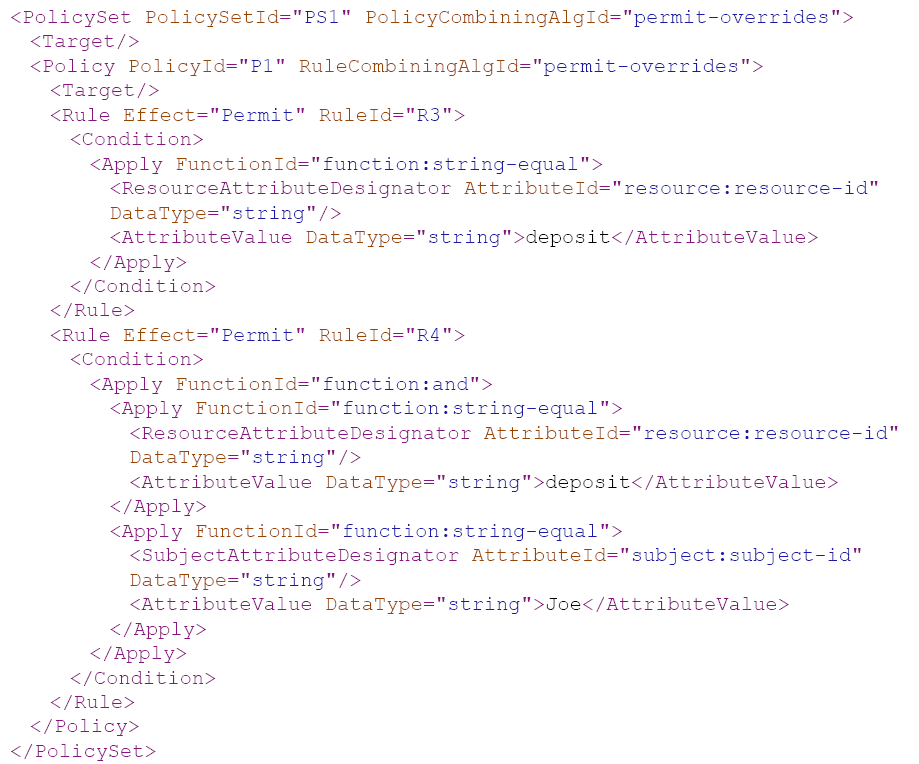 <PolicySet PolicySetId="PS1" PolicyCombiningAlgId="permit-overrides">
<Target/>
<Policy PolicyId="P1" RuleCombiningAlgId="permit-overrides">
<Target/>
<Rule Effect="Permit" RuleId="R3">
<Condition>
<Apply FunctionId="function:string-equal">
<ResourceAttributeDesignator AttributeId="resource:resource-id"
DataType="string"/>
<AttributeValue DataType="string">deposit</AttributeValue>
</Apply>
</Condition>
</Rule>
<Rule Effect="Permit" RuleId="R4">
<Condition>
<Apply FunctionId="function:and">
<Apply FunctionId="function:string-equal">
<ResourceAttributeDesignator AttributeId="resource:resource-id"
DataType="string"/>
<AttributeValue DataType="string">deposit</AttributeValue>
</Apply>
<Apply FunctionId="function:string-equal">
<SubjectAttributeDesignator AttributeId="subject:subject-id"
DataType="string"/>
<AttributeValue DataType="string">Joe</AttributeValue>
</Apply>
</Apply>
</Condition>
</Rule>
</Policy>
</PolicySet>